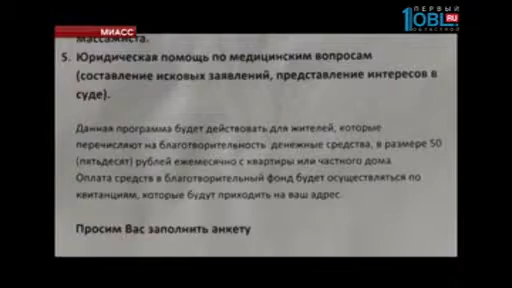 МИАСС
ПЕРВЫЙ
1OBL.RU
ОБЛАСТНОЙ
массажиста.
5. Юридическая помощь по медицинским вопросам
(составление исковых заявлений, представление интересов в
суде).
Данная программа будет действовать для жителей, которые
перечисляют на благотворительность денежные средства, в размере 50
(пятьдесят) рублей ежемесячно с квартиры или частного дома
Оплата средств в благотворительный фонд будет осуществляться по
квитанциям, которые будут приходить на ваш адрес.
Просим Вас заполнить анкету